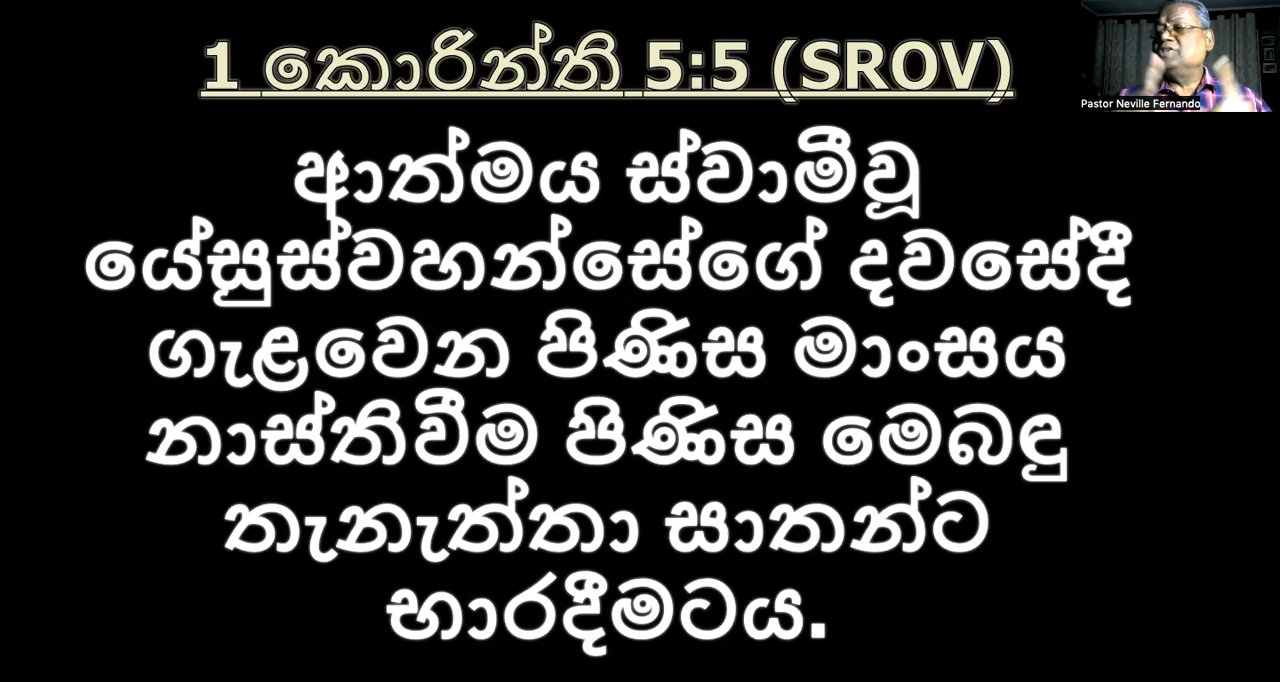 1 කොරින්ති 5:5 (SROV)
Pastor Neville Fernando
ආත්මය ස්වාමීවූ
යේසුස්වහන්සේගේ දවසේදී
ගැළවෙන පිණිස මාංසය
නාස්තිවීම පිණිස මෙබඳු
තැනැත්තා සාතන්ට
භාරදීමටය.